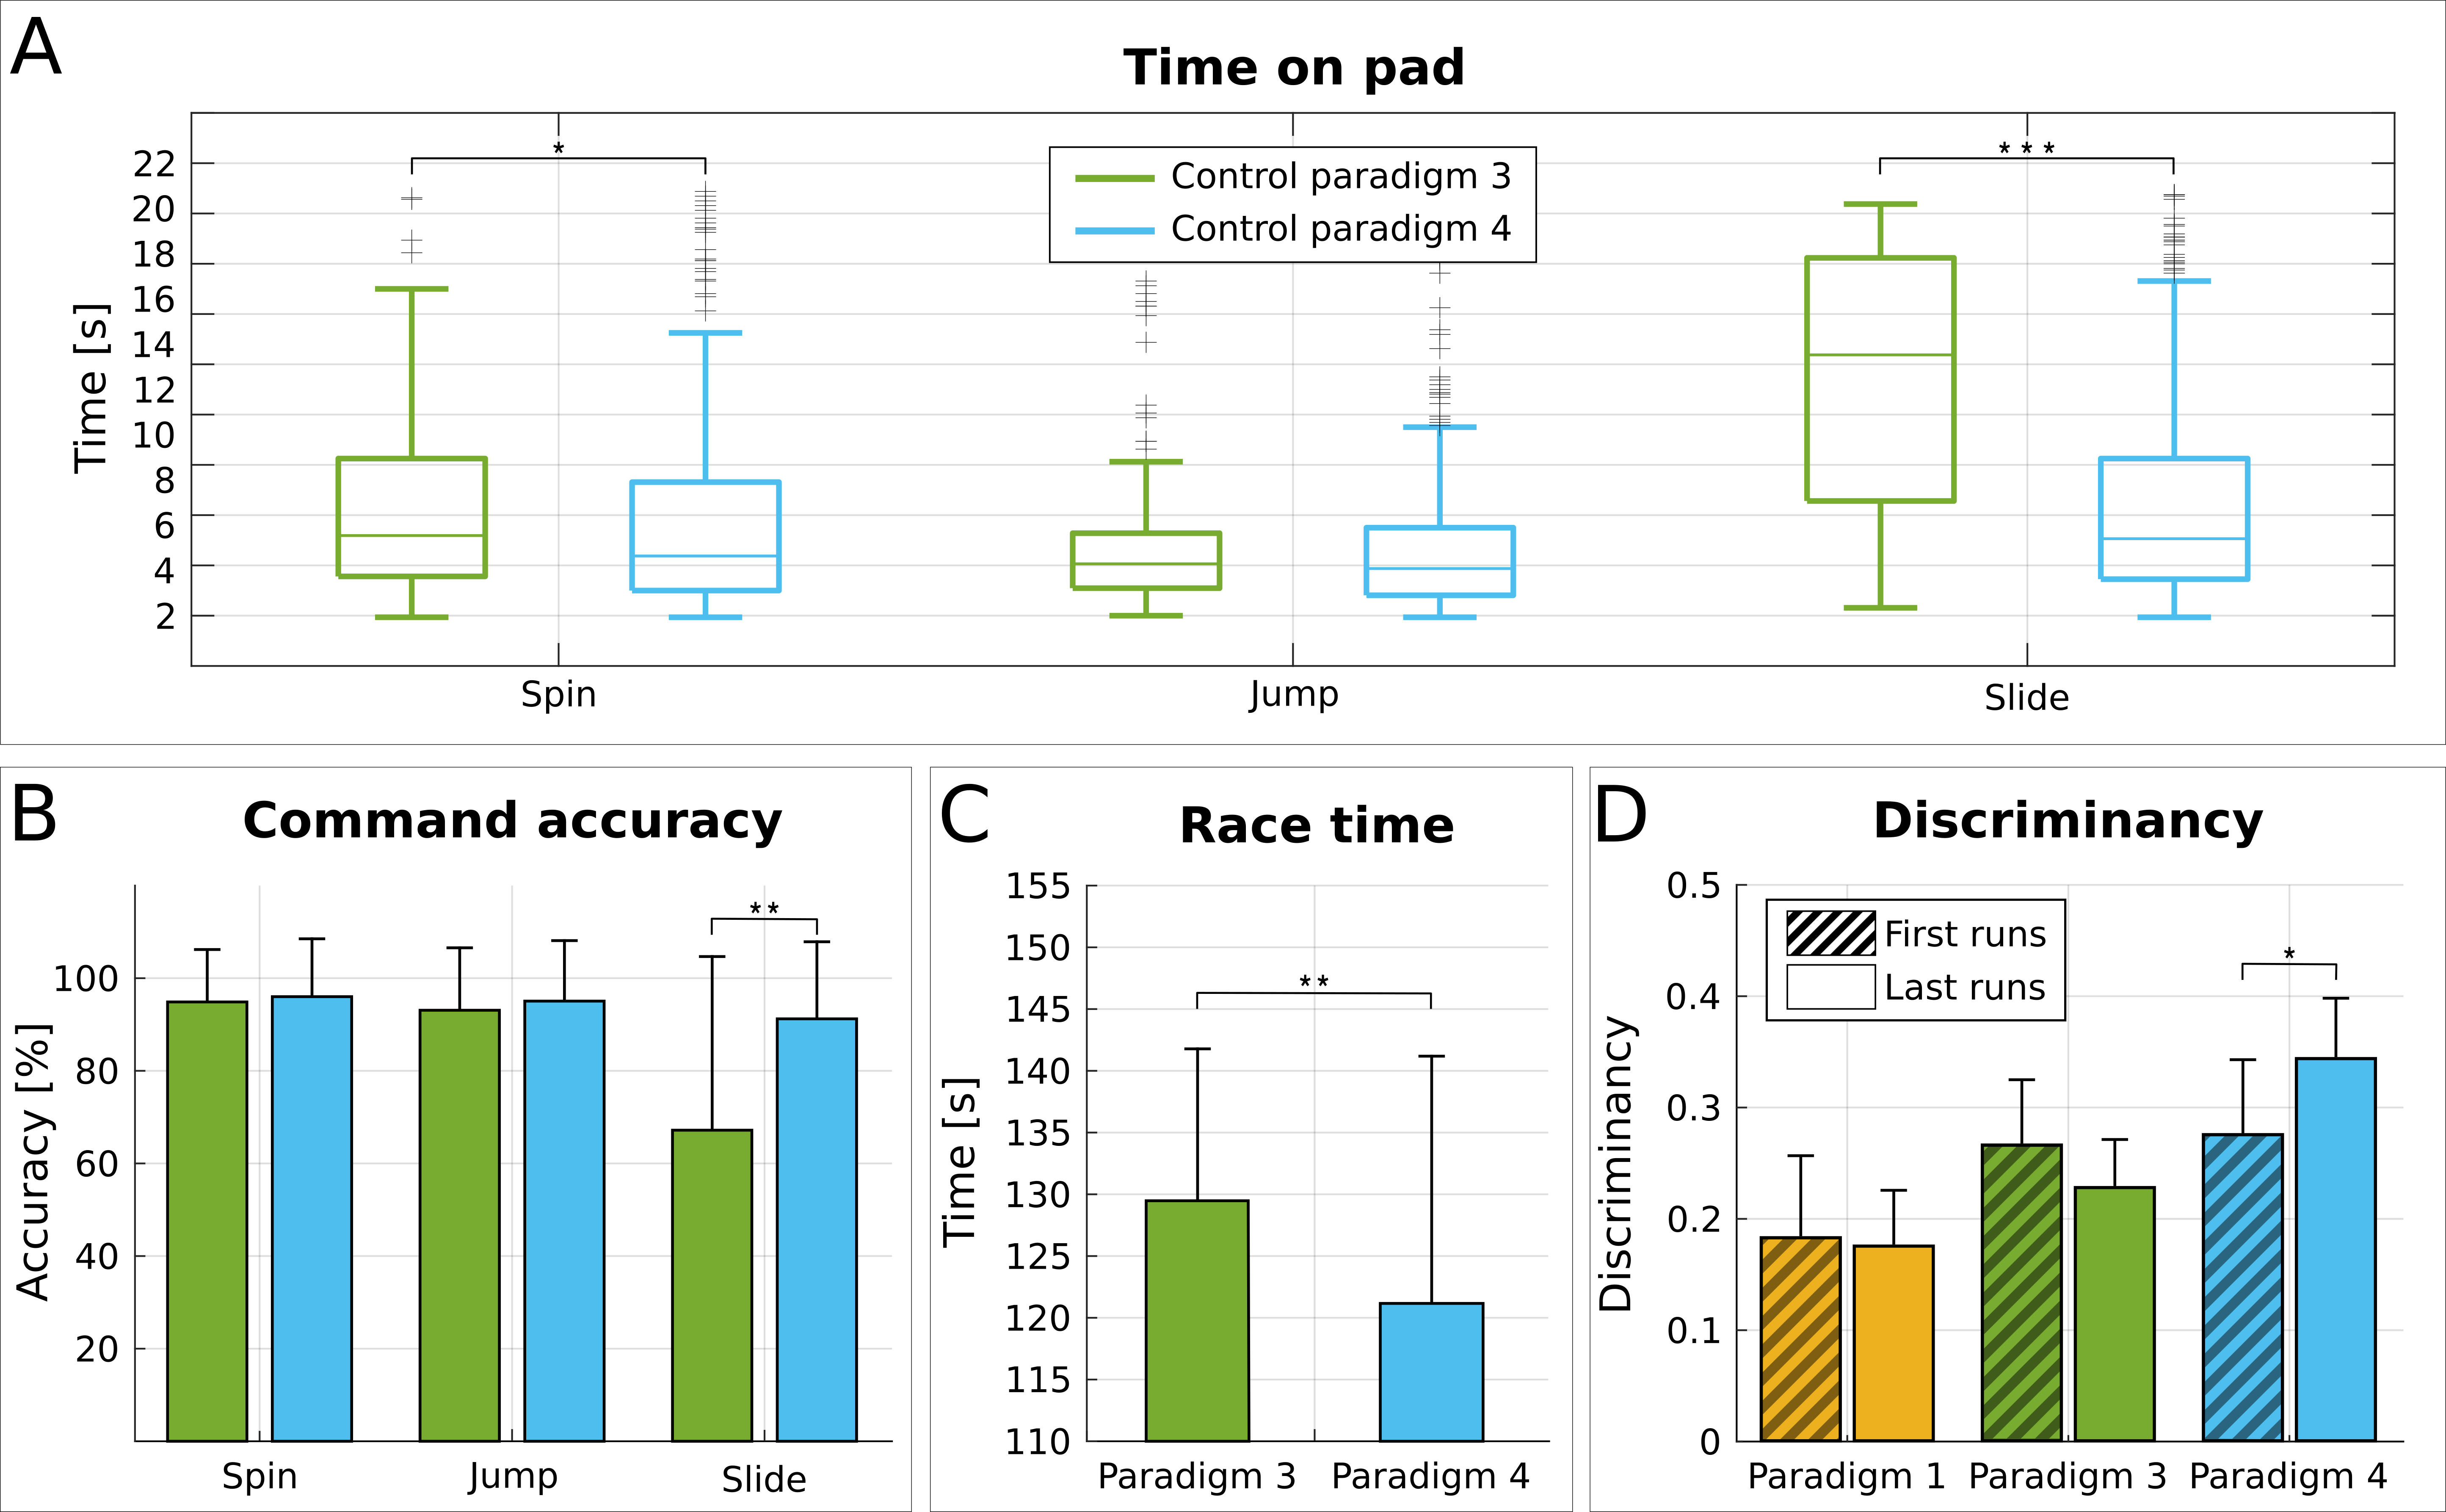 A
Time on pad
*
* * *
Control paradigm 3
Control paradigm 4
Time [s]
22
20
18
16
14
12
10
8
6
4
2
Spin
Jump
Slide
B
Command accuracy
**
Accuracy [%]
100
80
60
40
20
Spin
Jump
Slide
C
Race time
**
Time [s]
155
150
145
140
135
130
125
120
115
110
Paradigm 3
Paradigm 4
D
Discriminancy
First runs
Last runs
*
Discriminancy
0.5
0.4
0.3
0.2
0.1
0
Paradigm 1
Paradigm 3
Paradigm 4